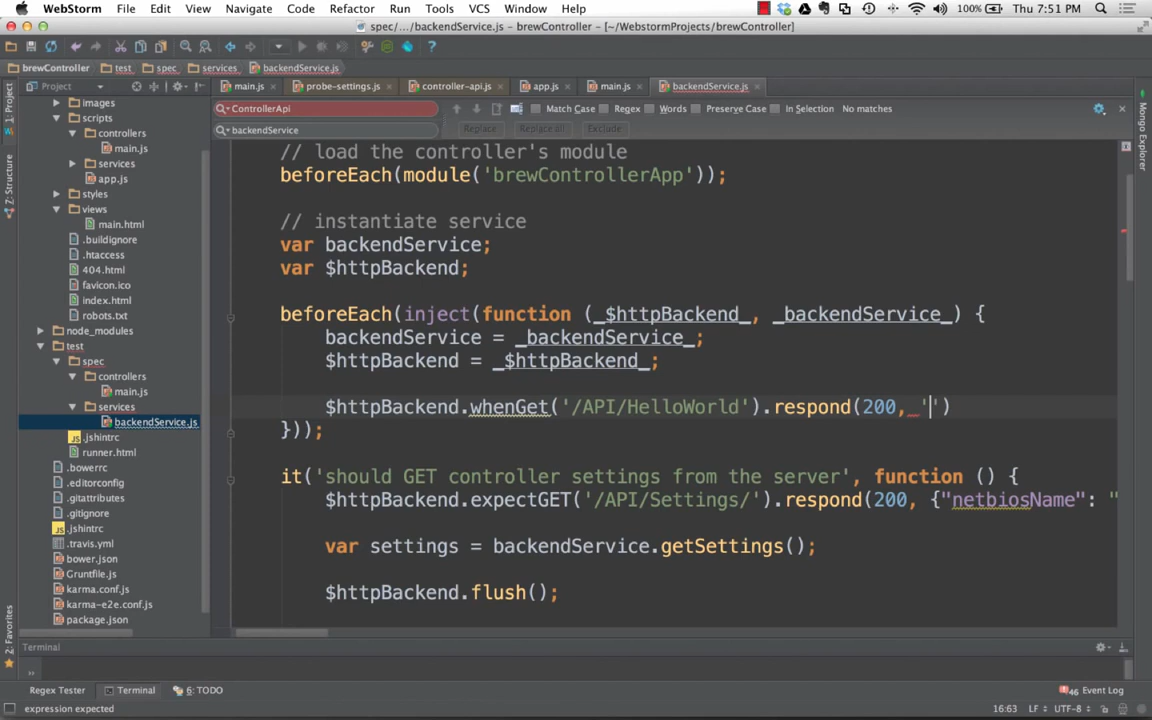 WebStorm File Edit View Navigate Code Refactor Run Tools VCS Window Help 100% Thu 7:51 PM
spec/.../backendService.js - brewController - [~/WebstormProjects/brewController]
brewController test spec services backendService.js
Project main.js probe-settings.js controller-api.js app.js main.js backendService.js
ControllerApi Match Case Regex Words Preserve Case In Selection No matches
backendService Replace Replace all Exclude
1: Project
Z: Structure
2: Favorites
Mongo Explorer
images
scripts
controllers
main.js
services
app.js
styles
views
main.html
.buildignore
.htaccess
404.html
favicon.ico
index.html
robots.txt
node_modules
test
spec
controllers
main.js
services
backendService.js
.jshintrc
runner.html
.bowerrc
.editorconfig
.gitattributes
.gitignore
.jshintrc
.travis.yml
bower.json
Gruntfile.js
karma.conf.js
karma-e2e.conf.js
package.json
// load the controller's module
beforeEach(module('brewControllerApp'));
// instantiate service
var backendService;
var $httpBackend;
beforeEach(inject(function (_$httpBackend_, _backendService_) {
backendService = _backendService_;
$httpBackend = _$httpBackend_;
$httpBackend.whenGet('/API/HelloWorld').respond(200, '')
}));
it('should GET controller settings from the server', function () {
$httpBackend.expectGET('/API/Settings/').respond(200, {"netbiosName": "
var settings = backendService.getSettings();
$httpBackend.flush();
Terminal
Regex Tester Terminal 6: TODO 46 Event Log
expression expected 16:63 LF UTF-8